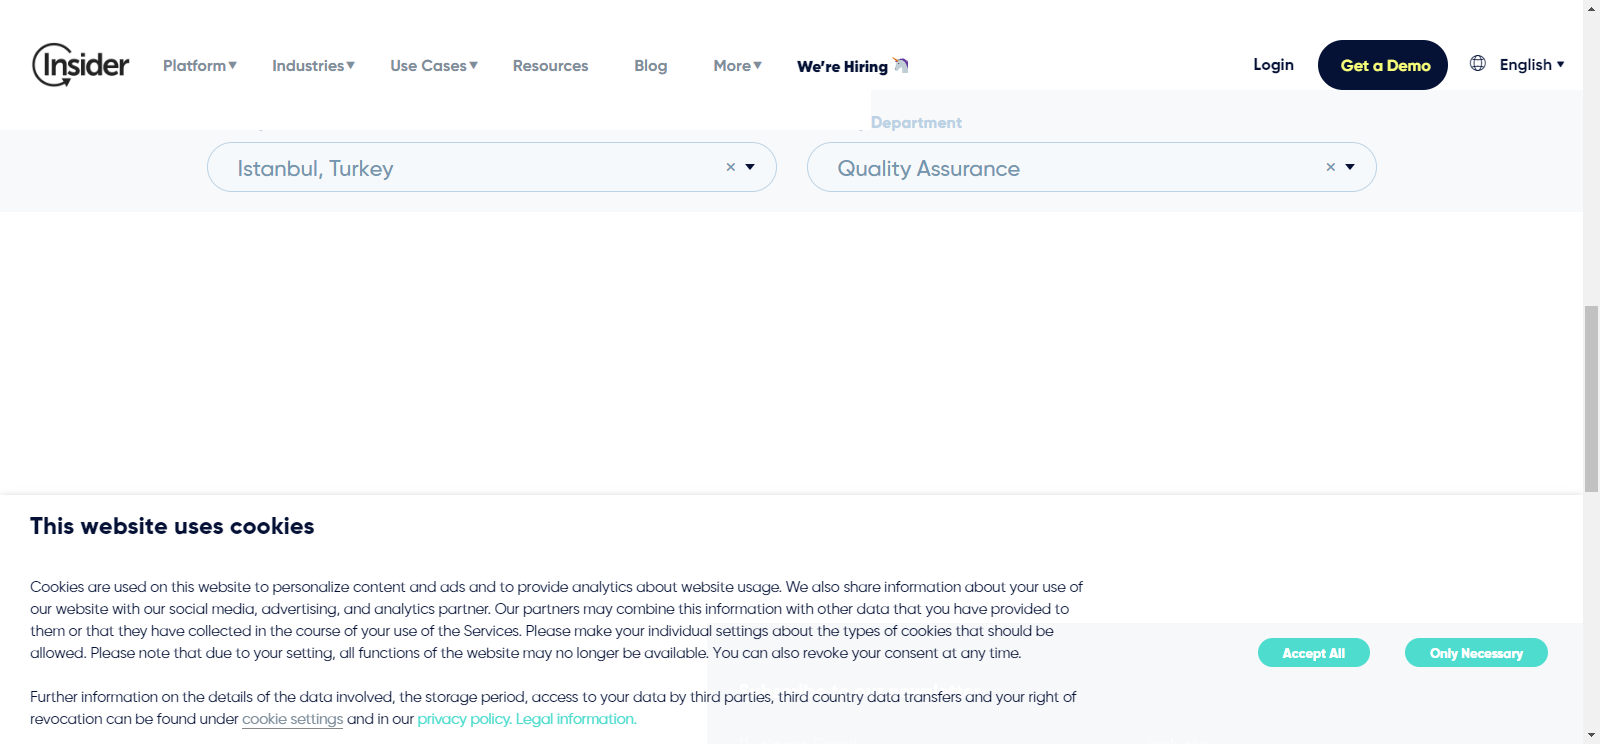 Insider
Platform▼ Industries▼ Use Cases▼ Resources Blog More▼ We’re Hiring 🦄 Login Get a Demo English ▾
Department
Istanbul, Turkey × Quality Assurance ×
This website uses cookies
Cookies are used on this website to personalize content and ads and to provide analytics about website usage. We also share information about your use of
our website with our social media, advertising, and analytics partner. Our partners may combine this information with other data that you have provided to
them or that they have collected in the course of your use of the Services. Please make your individual settings about the types of cookies that should be
allowed. Please note that due to your setting, all functions of the website may no longer be available. You can also revoke your consent at any time.
Accept All Only Necessary
Further information on the details of the data involved, the storage period, access to your data by third parties, third country data transfers and your right of
revocation can be found under cookie settings and in our privacy policy. Legal information.